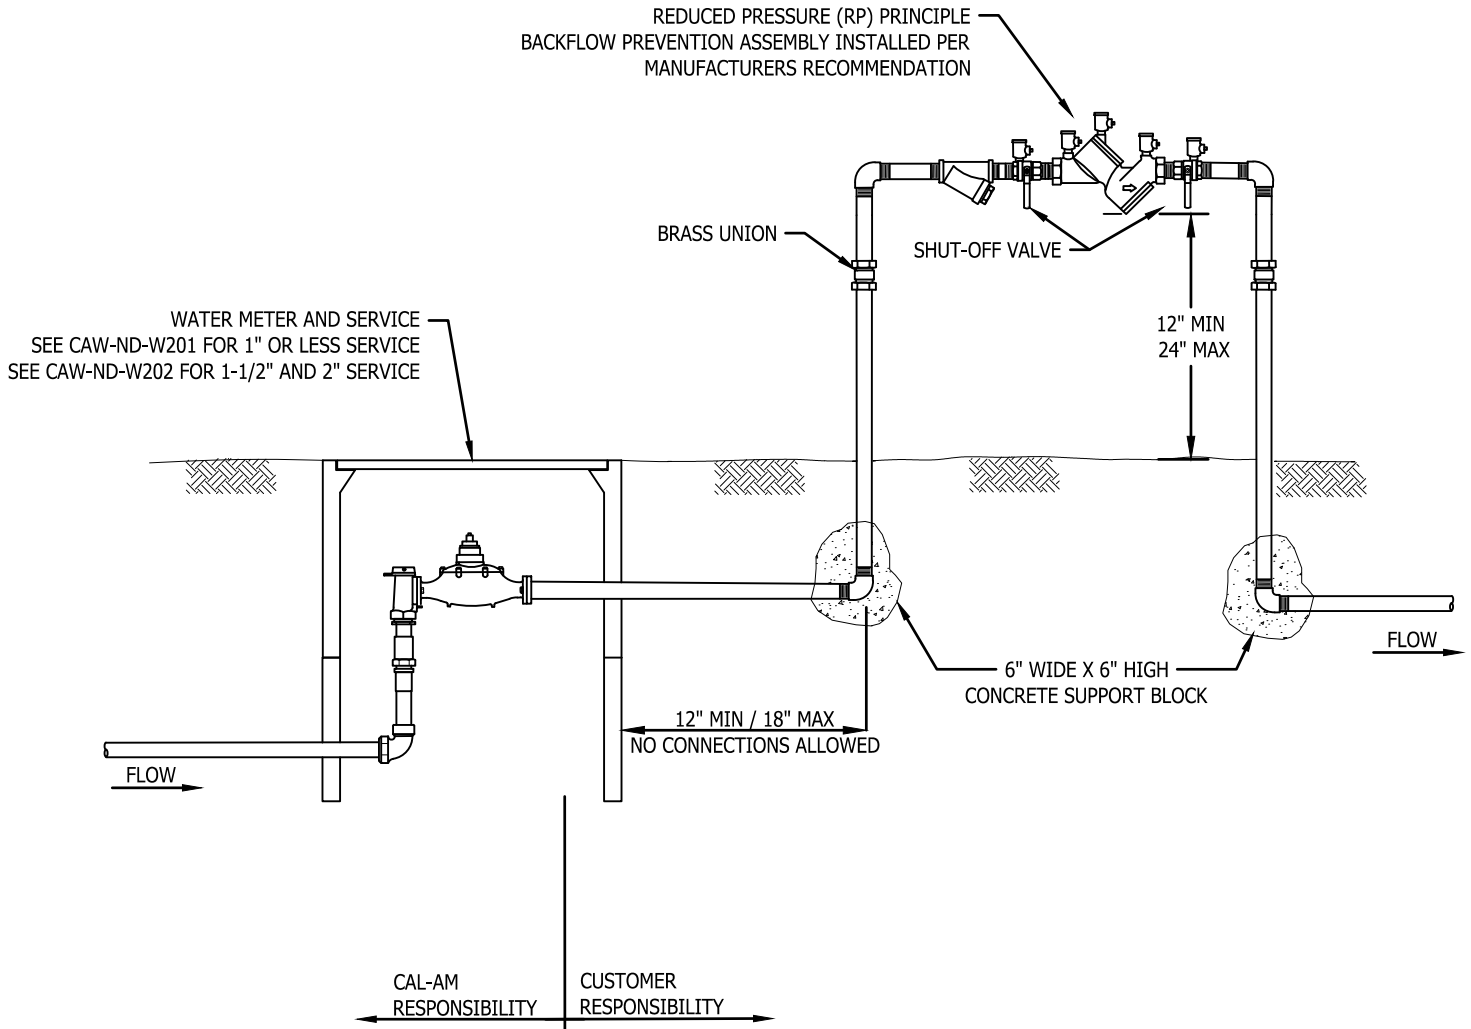 REDUCED PRESSURE (RP) PRINCIPLE
BACKFLOW PREVENTION ASSEMBLY INSTALLED PER
MANUFACTURERS RECOMMENDATION
BRASS UNION
SHUT-OFF VALVE
WATER METER AND SERVICE
SEE CAW-ND-W201 FOR 1" OR LESS SERVICE
SEE CAW-ND-W202 FOR 1-1/2" AND 2" SERVICE
12" MIN
24" MAX
FLOW
6" WIDE X 6" HIGH
CONCRETE SUPPORT BLOCK
12" MIN / 18" MAX
NO CONNECTIONS ALLOWED
FLOW
CAL-AM
RESPONSIBILITY
CUSTOMER
RESPONSIBILITY